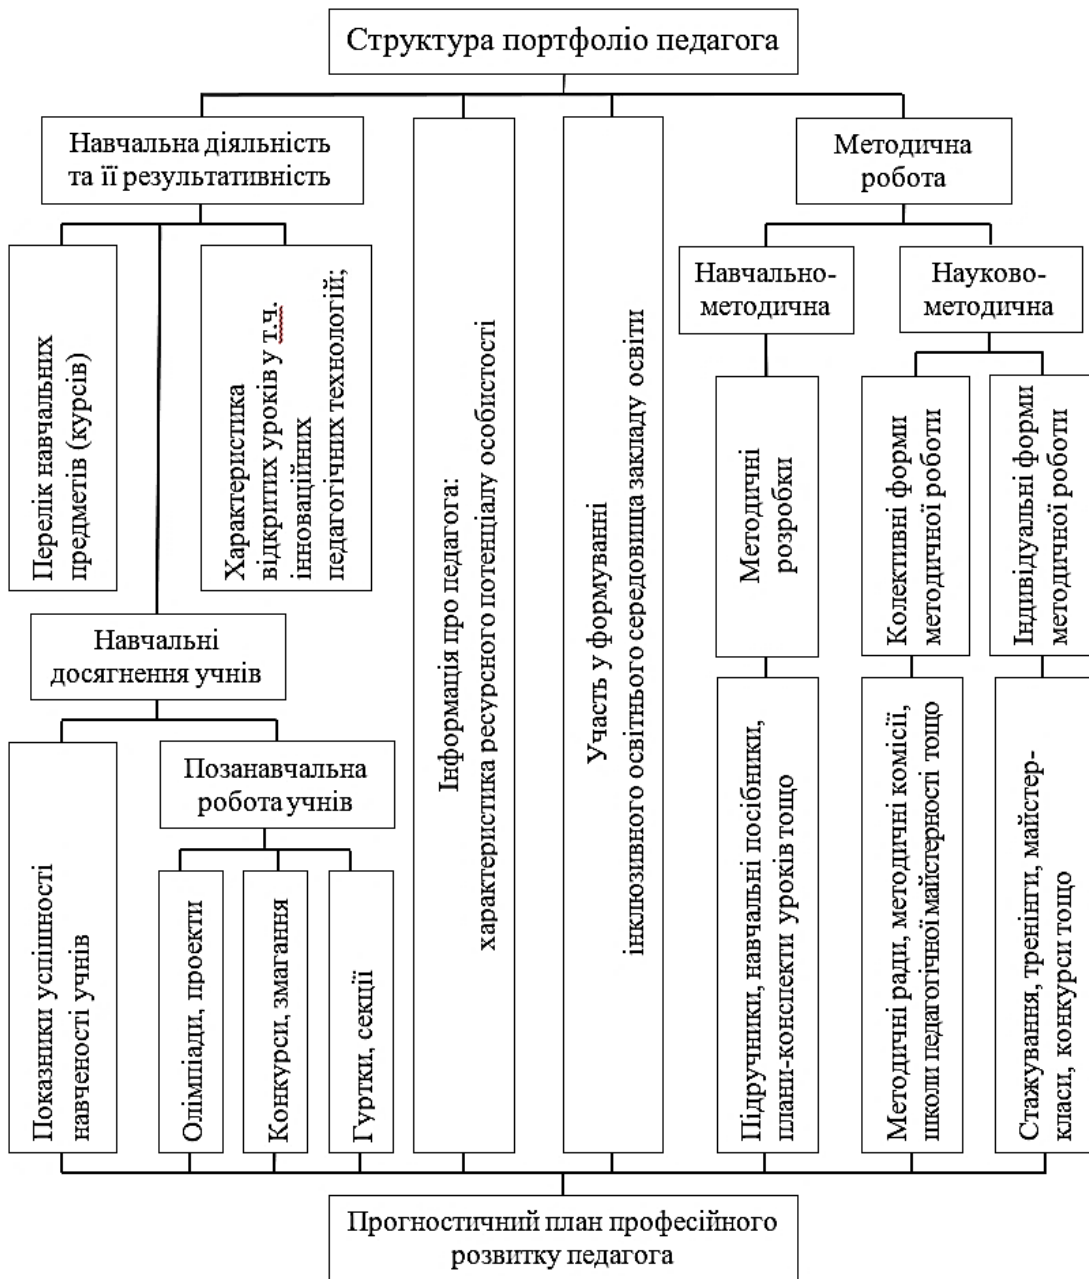 Структура портфоліо педагога
Навчальна діяльність
та її результативність
Методична
робота
Перелік навчальних
предметів (курсів)
Характеристика
відкритих уроків у т.ч.
інноваційних
педагогічних технологій;
Інформація про педагога:
характеристика ресурсного потенціалу особистості
Участь у формуванні
інклюзивного освітнього середовища закладу освіти
Навчально-
методична
Науково-
методична
Методичні
розробки
Колективні форми
методичної роботи
Індивідуальні форми
методичної роботи
Навчальні
досягнення учнів
Показники успішності
навченості учнів
Позанавчальна
робота учнів
Олімпіади, проекти
Конкурси, змагання
Гуртки, секції
Підручники, навчальні посібники,
плани-конспекти уроків тощо
Методичні ради, методичні комісії,
школи педагогічної майстерності тощо
Стажування, тренінги, майстер-
класи, конкурси тощо
Прогностичний план професійного
розвитку педагога